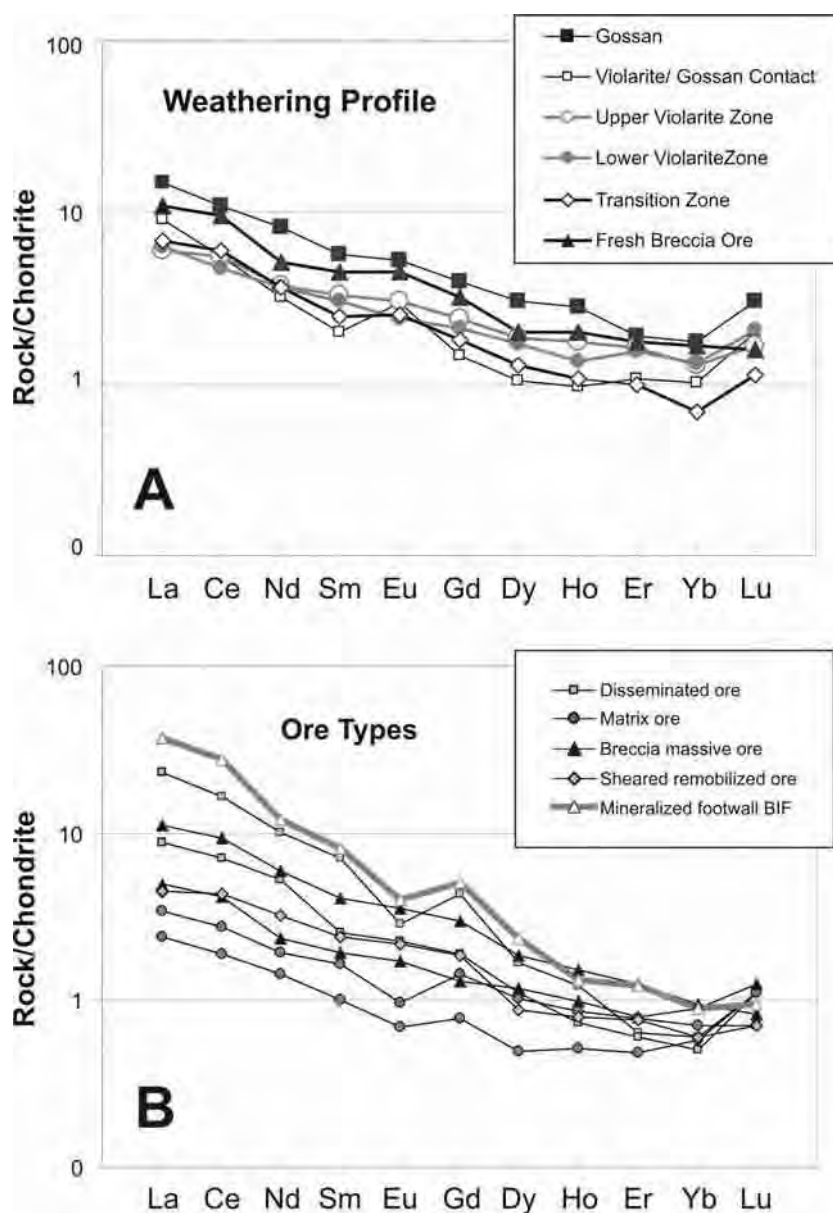 100
Gossan
Violarite/ Gossan Contact
Upper Violarite Zone
Lower ViolariteZone
Transition Zone
Fresh Breccia Ore
Weathering Profile
10
Rock/Chondrite
1
A
0
La Ce Nd Sm Eu Gd Dy Ho Er Yb Lu
100
Disseminated ore
Matrix ore
Breccia massive ore
Sheared remobilized ore
Mineralized footwall BIF
Ore Types
10
Rock/Chondrite
1
B
0
La Ce Nd Sm Eu Gd Dy Ho Er Yb Lu